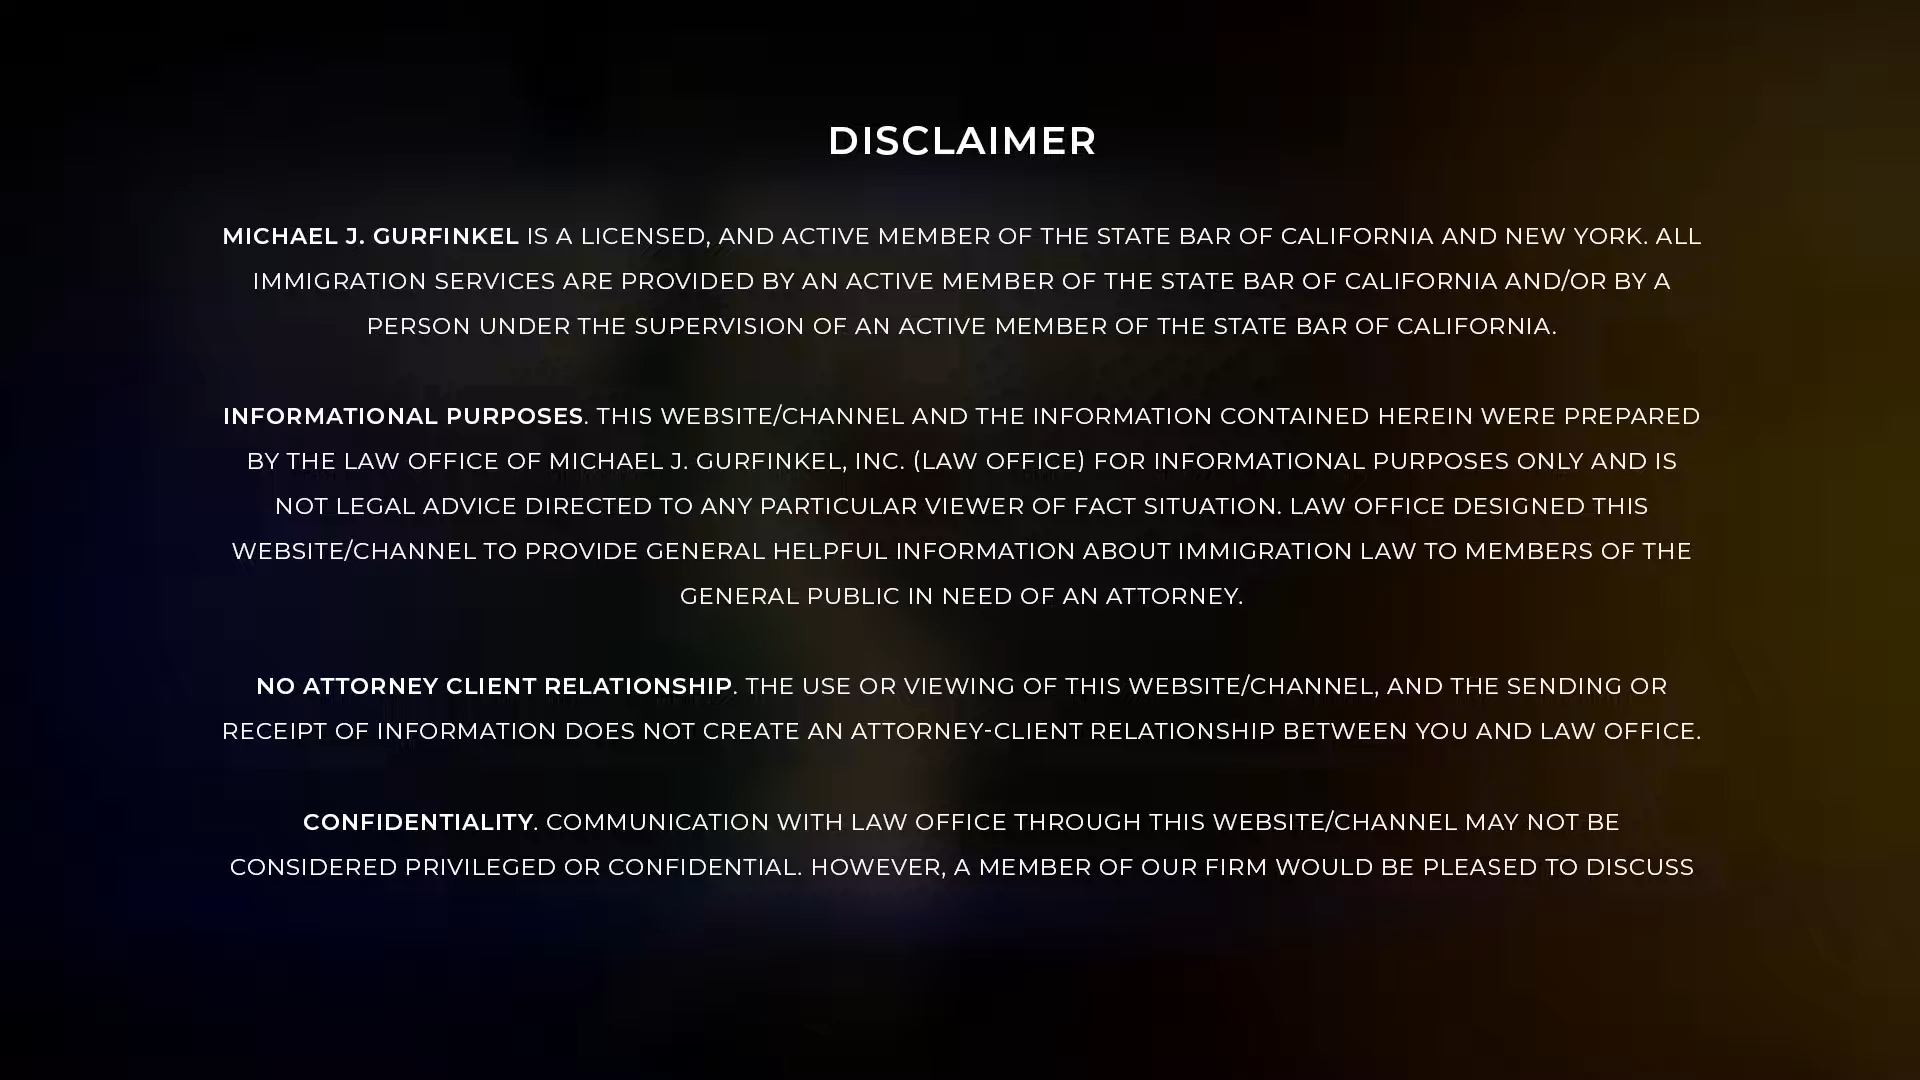 DISCLAIMER
MICHAEL J. GURFINKEL IS A LICENSED, AND ACTIVE MEMBER OF THE STATE BAR OF CALIFORNIA AND NEW YORK. ALL
IMMIGRATION SERVICES ARE PROVIDED BY AN ACTIVE MEMBER OF THE STATE BAR OF CALIFORNIA AND/OR BY A
PERSON UNDER THE SUPERVISION OF AN ACTIVE MEMBER OF THE STATE BAR OF CALIFORNIA.
INFORMATIONAL PURPOSES. THIS WEBSITE/CHANNEL AND THE INFORMATION CONTAINED HEREIN WERE PREPARED
BY THE LAW OFFICE OF MICHAEL J. GURFINKEL, INC. (LAW OFFICE) FOR INFORMATIONAL PURPOSES ONLY AND IS
NOT LEGAL ADVICE DIRECTED TO ANY PARTICULAR VIEWER OF FACT SITUATION. LAW OFFICE DESIGNED THIS
WEBSITE/CHANNEL TO PROVIDE GENERAL HELPFUL INFORMATION ABOUT IMMIGRATION LAW TO MEMBERS OF THE
GENERAL PUBLIC IN NEED OF AN ATTORNEY.
NO ATTORNEY CLIENT RELATIONSHIP. THE USE OR VIEWING OF THIS WEBSITE/CHANNEL, AND THE SENDING OR
RECEIPT OF INFORMATION DOES NOT CREATE AN ATTORNEY-CLIENT RELATIONSHIP BETWEEN YOU AND LAW OFFICE.
CONFIDENTIALITY. COMMUNICATION WITH LAW OFFICE THROUGH THIS WEBSITE/CHANNEL MAY NOT BE
CONSIDERED PRIVILEGED OR CONFIDENTIAL. HOWEVER, A MEMBER OF OUR FIRM WOULD BE PLEASED TO DISCUSS